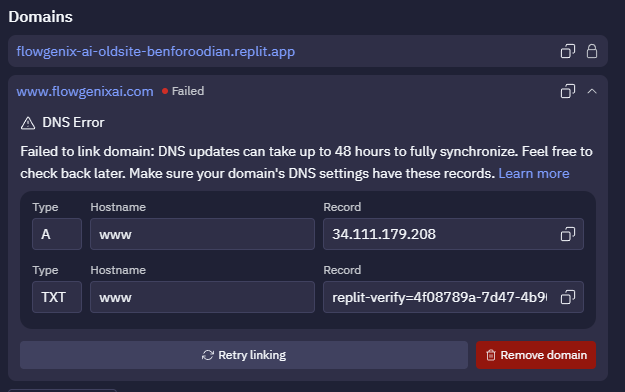 Domains
flowgenix-ai-oldsite-benforoodian.replit.app
www.flowgenixai.com Failed
DNS Error
Failed to link domain: DNS updates can take up to 48 hours to fully synchronize. Feel free to
check back later. Make sure your domain's DNS settings have these records. Learn more
Type Hostname Record
A www 34.111.179.208
Type Hostname Record
TXT www replit-verify=4f08789a-7d47-4b9
Retry linking Remove domain